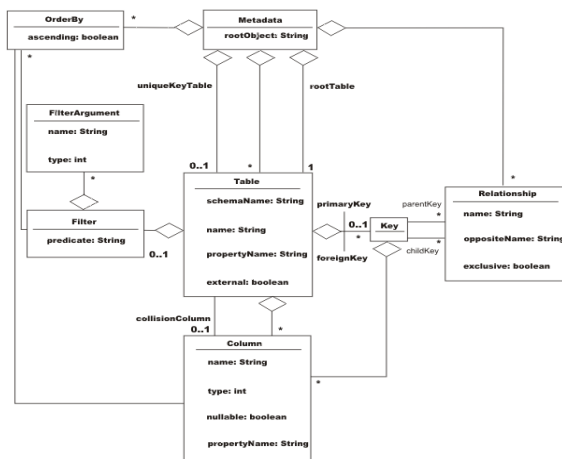 OrderBy
ascending: boolean
*
Metadata
rootObject: String
*
uniqueKeyTable
rootTable
FilterArgument
name: String
type: int
*
0..1
*
1
*
Table
schemaName: String
name: String
propertyName: String
external: boolean
Filter
predicate: String
0..1
primaryKey
0..1
*
foreignKey
Key
parentKey
*
*
childKey
Relationship
name: String
oppositeName: String
exclusive: boolean
collisionColumn
0..1
*
Column
name: String
type: int
nullable: boolean
propertyName: String
*